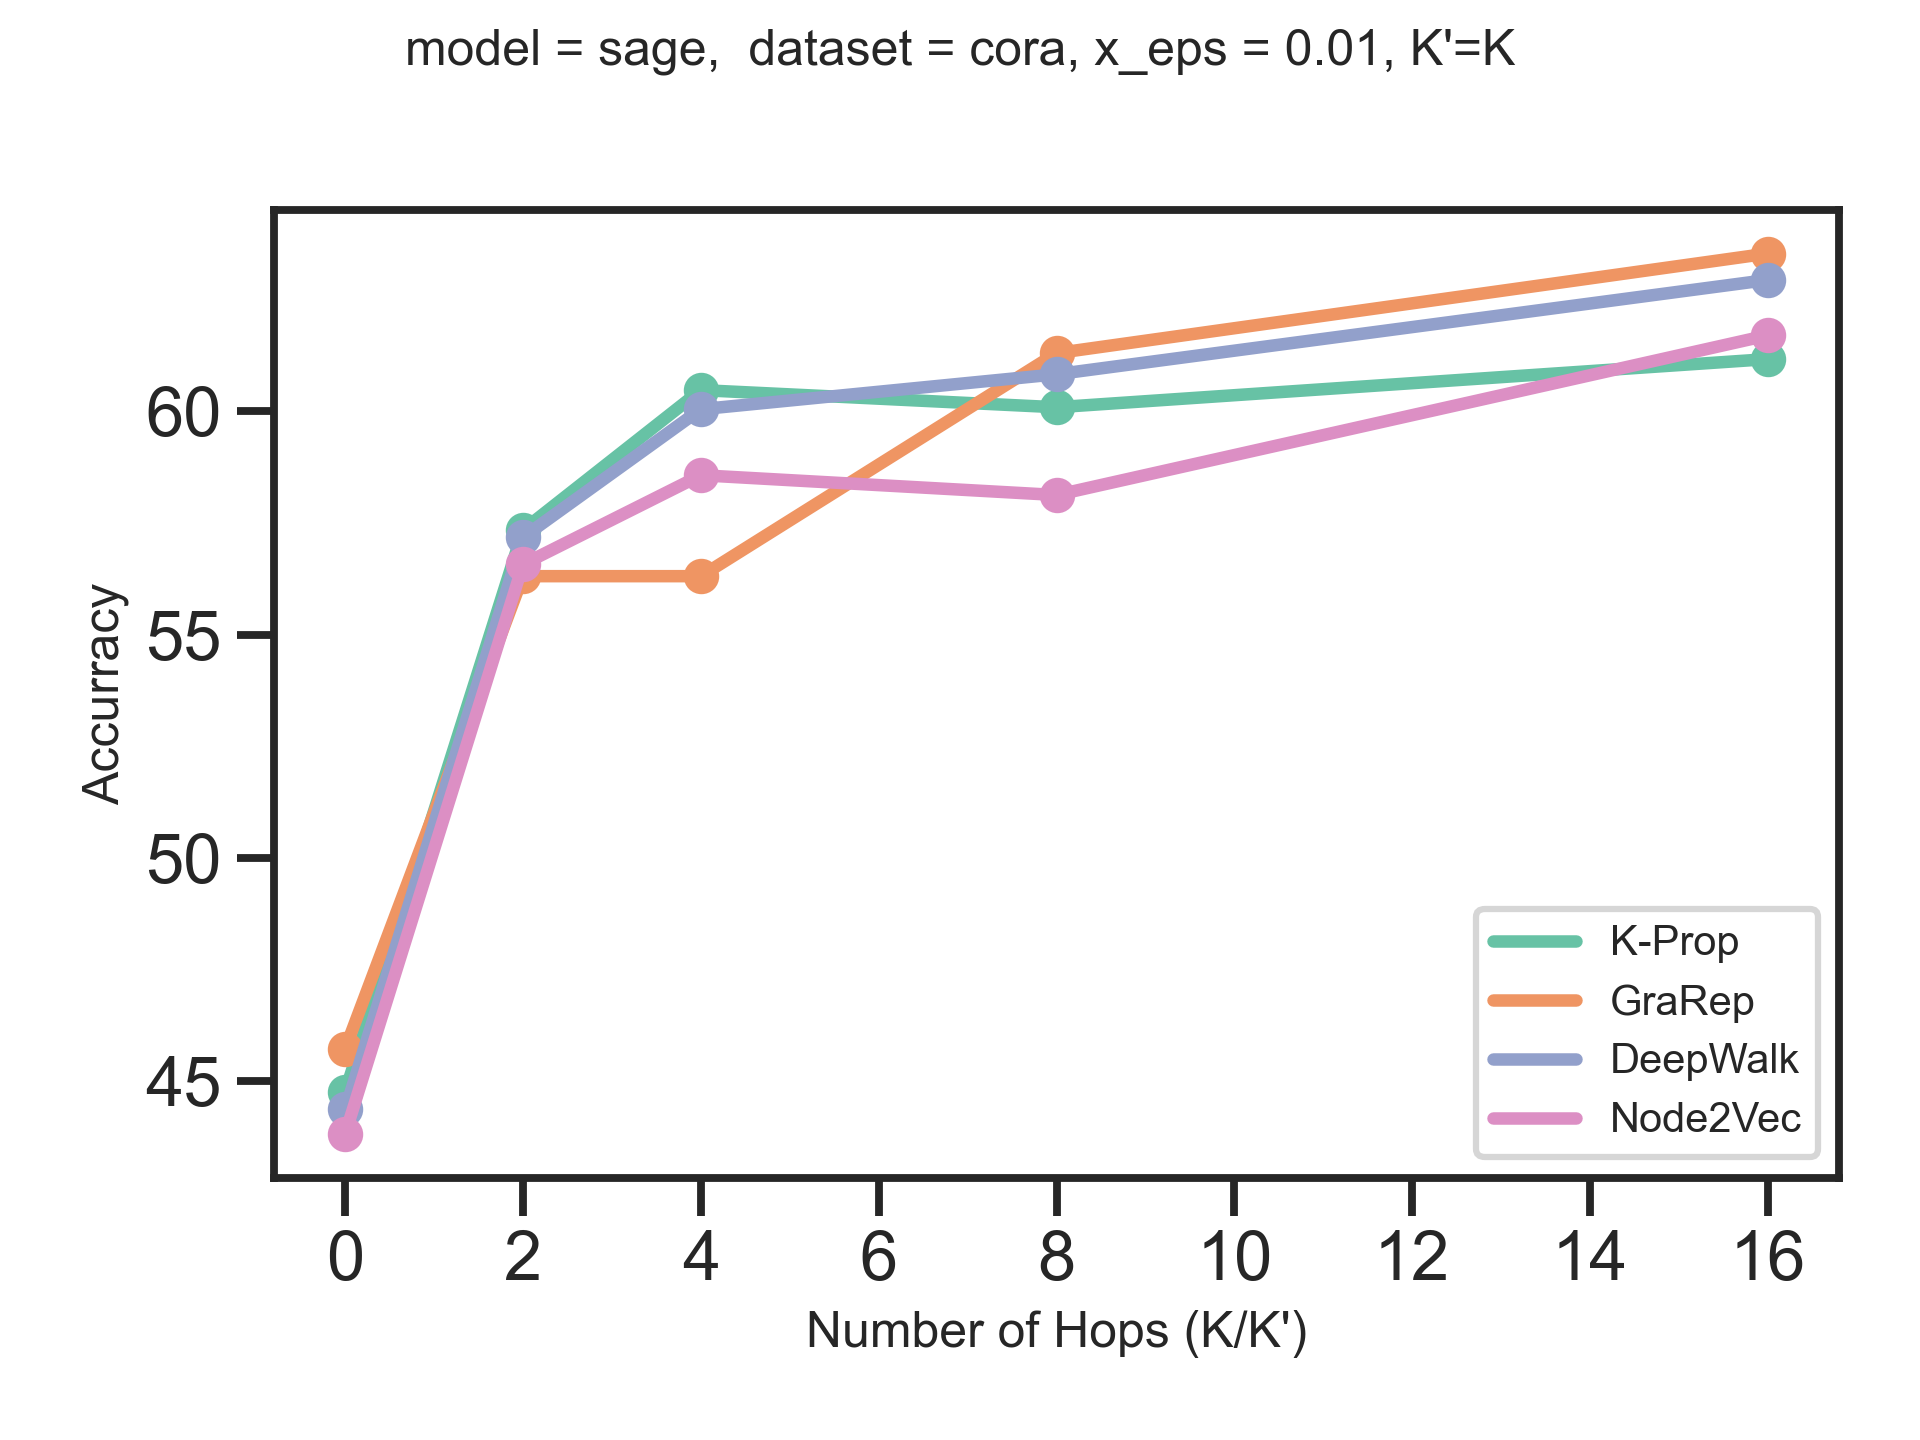 model = sage,  dataset = cora, x_eps = 0.01, K'=K
Accurracy
60
55
50
45
K-Prop
GraRep
DeepWalk
Node2Vec
0 2 4 6 8 10 12 14 16
Number of Hops (K/K')